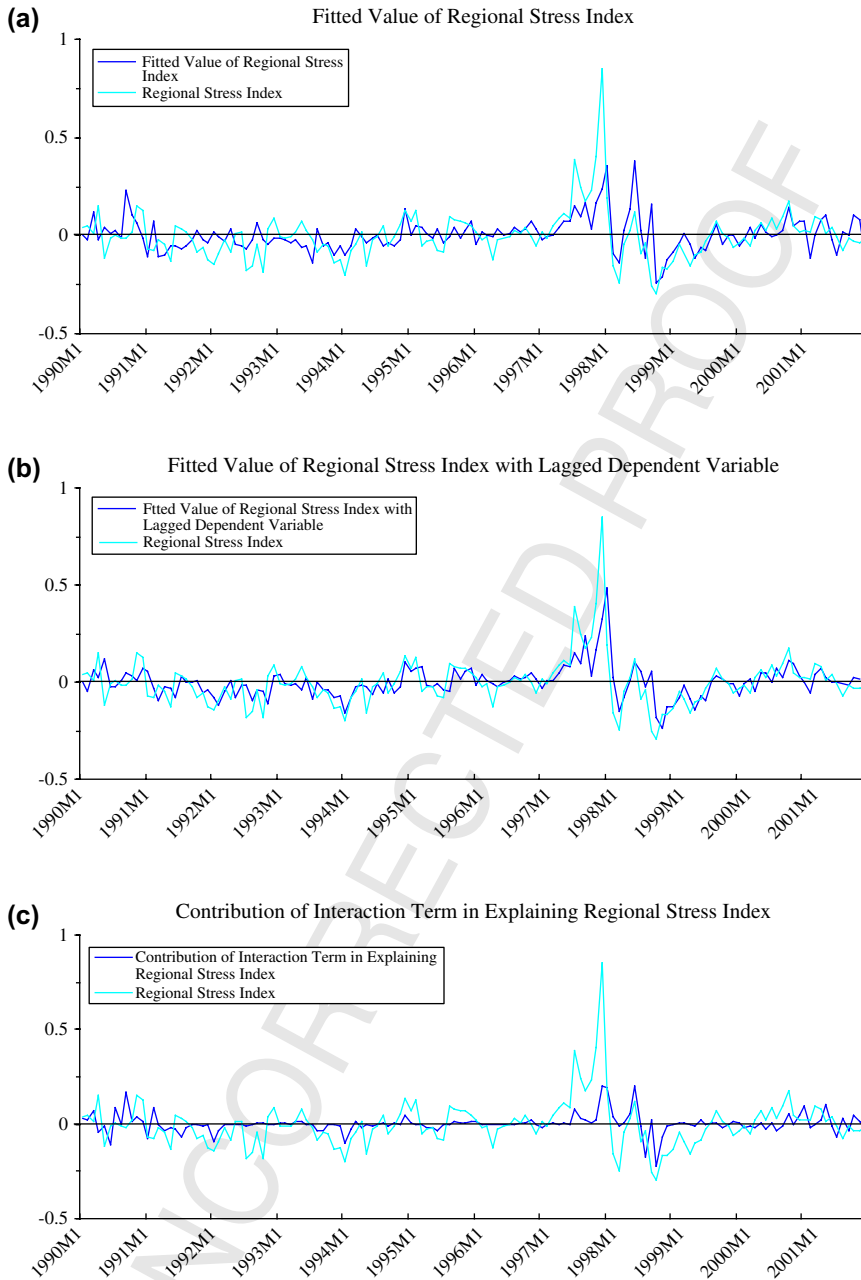 (a)
Fitted Value of Regional Stress Index
1
Fitted Value of Regional Stress
Index
Regional Stress Index
0.5
0
-0.5
1990M1
1991M1
1992M1
1993M1
1994M1
1995M1
1996M1
1997M1
1998M1
1999M1
2000M1
2001M1
(b)
Fitted Value of Regional Stress Index with Lagged Dependent Variable
1
Ftted Value of Regional Stress Index with
Lagged Dependent Variable
Regional Stress Index
0.5
0
-0.5
1990M1
1991M1
1992M1
1993M1
1994M1
1995M1
1996M1
1997M1
1998M1
1999M1
2000M1
2001M1
(c)
Contribution of Interaction Term in Explaining Regional Stress Index
1
Contribution of Interaction Term in Explaining
Regional Stress Index
Regional Stress Index
0.5
0
-0.5
1990M1
1991M1
1992M1
1993M1
1994M1
1995M1
1996M1
1997M1
1998M1
1999M1
2000M1
2001M1
NCORRECTED PROOF